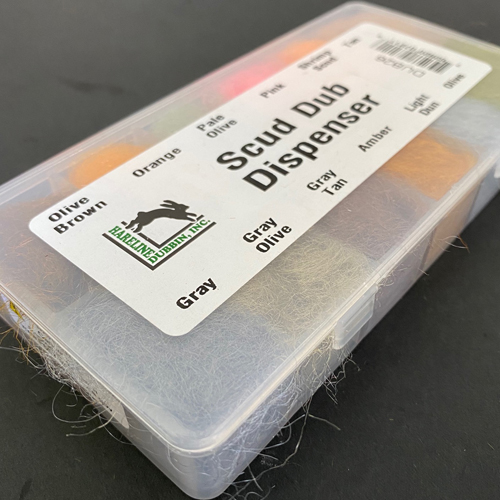 Olive
Brown
Orange
Pale
Olive
Pink
Shrimp
Scud
Tan
Scud Dub
Dispenser
HARELINE
DUBBIN, INC.
Gray
Gray
Olive
Gray
Tan
Amber
Light
Dun
Olive